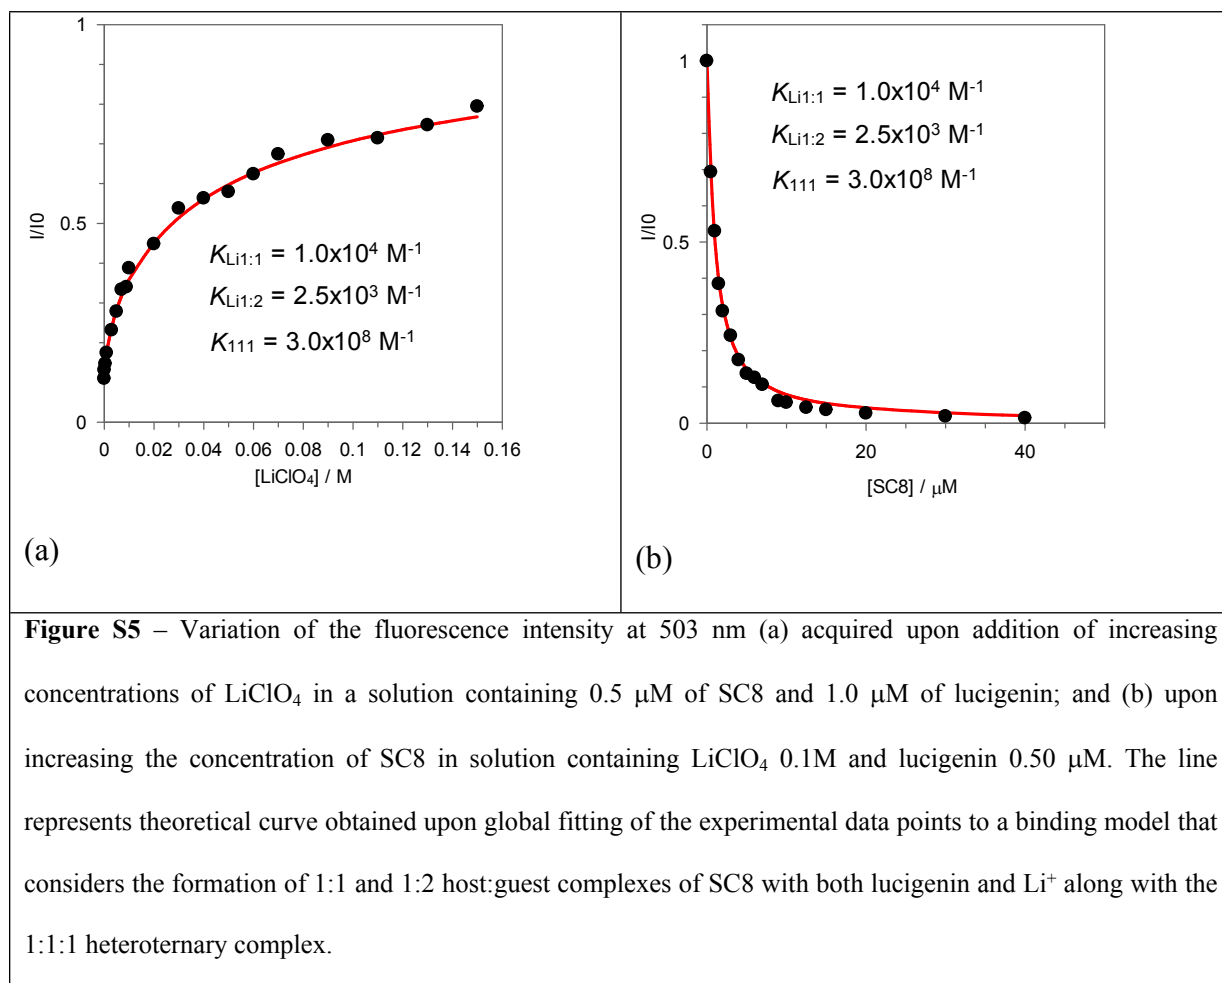 1
0.5
0
I/I0
K_Li1:1 = 1.0x10⁴ M⁻¹
K_Li1:2 = 2.5x10³ M⁻¹
K₁₁₁ = 3.0x10⁸ M⁻¹
0 0.02 0.04 0.06 0.08 0.1 0.12 0.14 0.16
[LiClO₄] / M
(a)
1
0.5
0
I/I0
K_Li1:1 = 1.0x10⁴ M⁻¹
K_Li1:2 = 2.5x10³ M⁻¹
K₁₁₁ = 3.0x10⁸ M⁻¹
0 20 40
[SC8] / μM
(b)
Figure S5 – Variation of the fluorescence intensity at 503 nm (a) acquired upon addition of increasing
concentrations of LiClO₄ in a solution containing 0.5 μM of SC8 and 1.0 μM of lucigenin; and (b) upon
increasing the concentration of SC8 in solution containing LiClO₄ 0.1M and lucigenin 0.50 μM. The line
represents theoretical curve obtained upon global fitting of the experimental data points to a binding model that
considers the formation of 1:1 and 1:2 host:guest complexes of SC8 with both lucigenin and Li⁺ along with the
1:1:1 heteroternary complex.